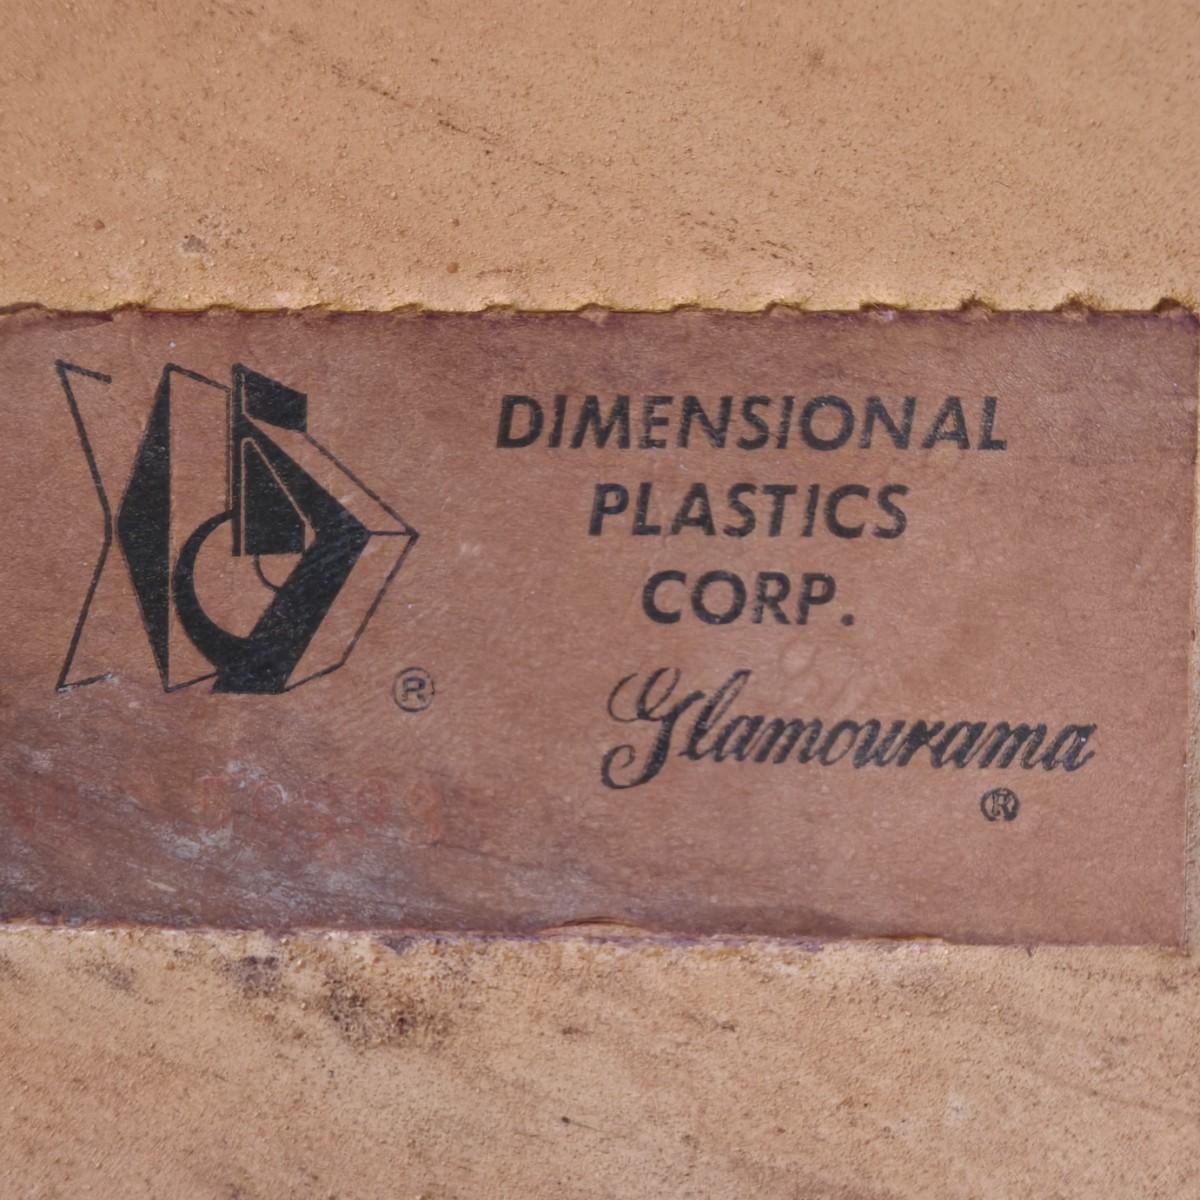 DIMENSIONAL
PLASTICS
CORP.
®
Glamourama
®